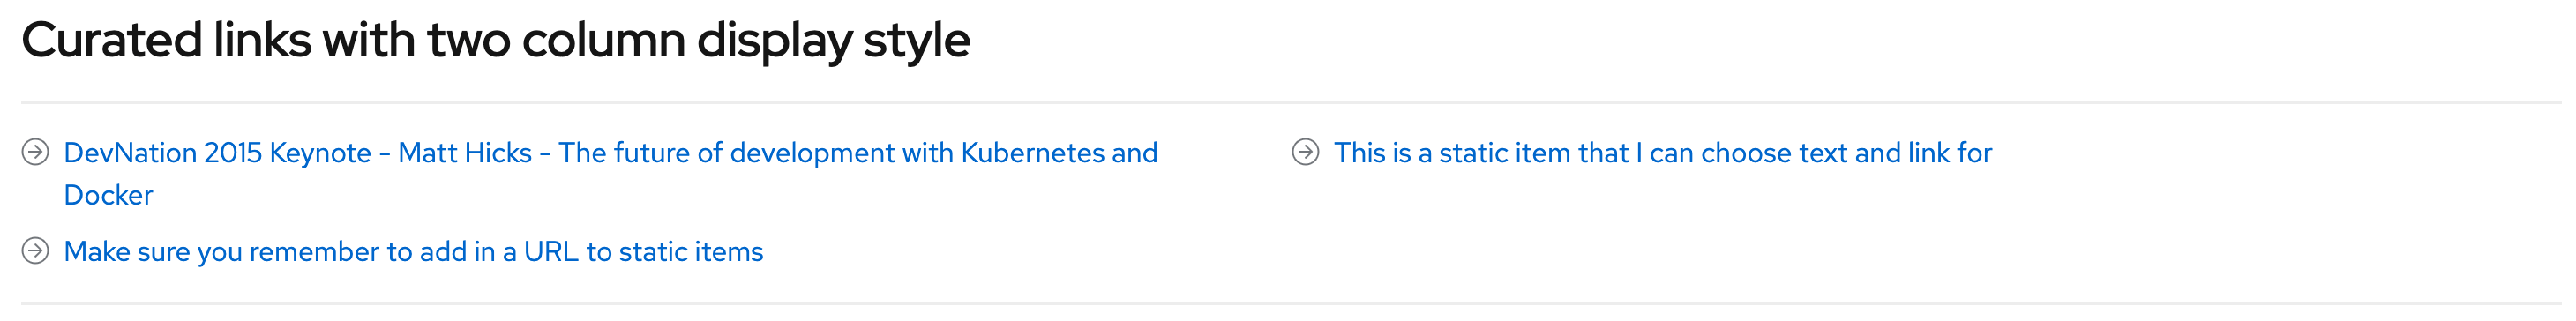 Curated links with two column display style
DevNation 2015 Keynote - Matt Hicks - The future of development with Kubernetes and
Docker
This is a static item that I can choose text and link for
Make sure you remember to add in a URL to static items